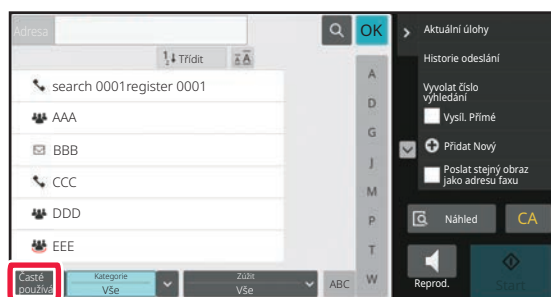 Adresa
OK
Třídit
search 0001register 0001
AAA
BBB
CCC
DDD
EEE
A
D
G
J
M
P
T
W
ABC
Časté
používá
Kategorie
Vše
Zúžit
Vše
Aktuální úlohy
Historie odeslání
Vyvolat číslo
vyhledání
Vysíl. Přímé
Přidat Nový
Poslat stejný obraz
jako adresu faxu
Náhled
CA
Reprod.
Start